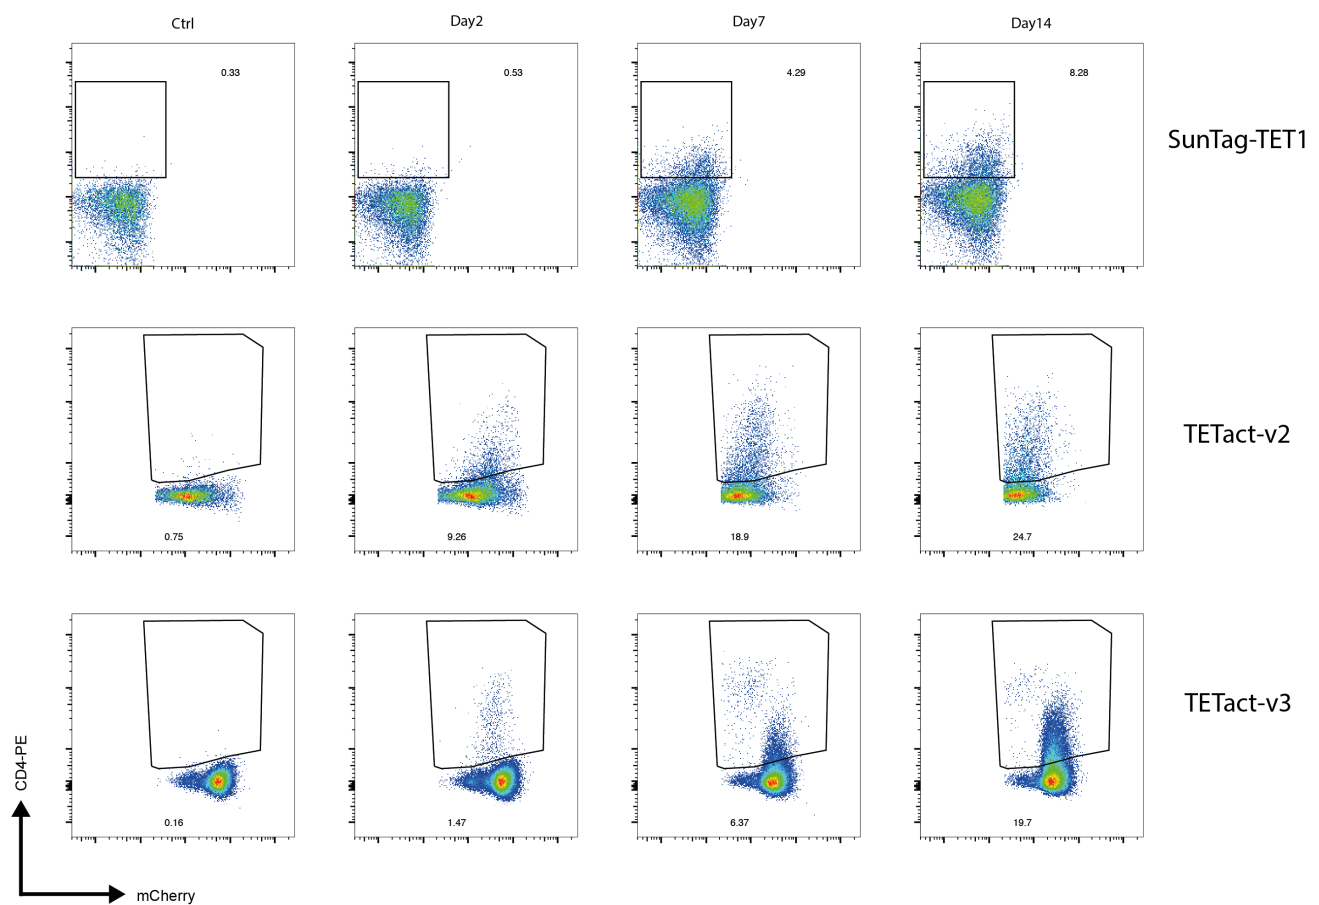 Ctrl
Day2
Day7
Day14
0.33
0.53
4.29
8.28
SunTag-TET1
0.75
9.26
18.9
24.7
TETact-v2
0.16
1.47
6.37
19.7
TETact-v3
CD4-PE
mCherry